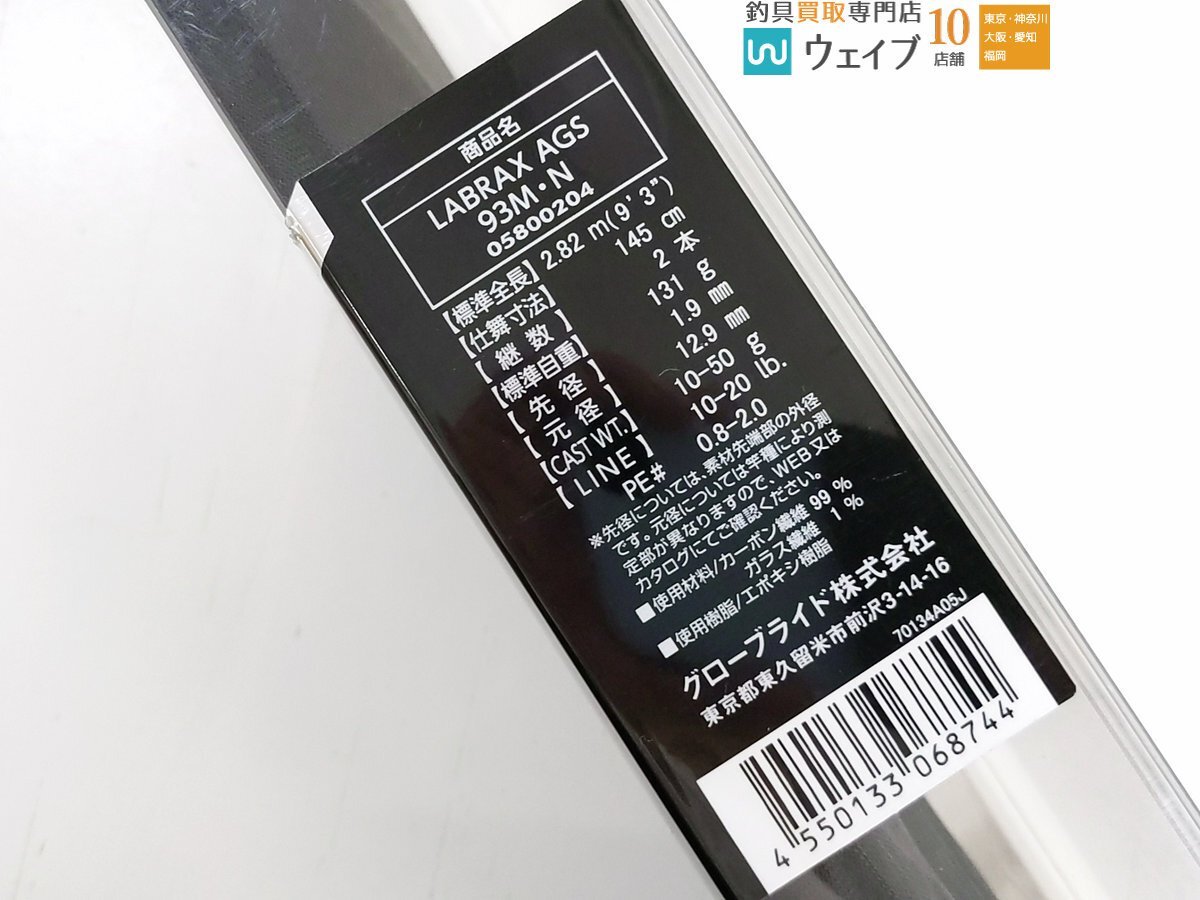 釣具買取専門店
ウェイブ
10
店舗
東京・神奈川
大阪・愛知
福岡
商品名
LABRAX AGS
93M・N
05800204
【標準全長】 2.82 m(9' 3")
【仕舞寸法】 145 cm
【 継 数 】 2 本
【標準自重】 131 g
【 先 径 】 1.9 mm
【 元 径 】 12.9 mm
【CAST WT.】 10-50 g
【 LINE 】 10-20 lb.
PE# 0.8-2.0
※先径については、素材先端部の外径
です。元径については竿種により測
定部が異なりますので、WEB又は
カタログにてご確認ください。
■使用材料/カーボン繊維 99 %
ガラス繊維 1 %
■使用樹脂/エポキシ樹脂
グローブライド株式会社
東京都東久留米市前沢3-14-16
70134A05J
4 550133 068744